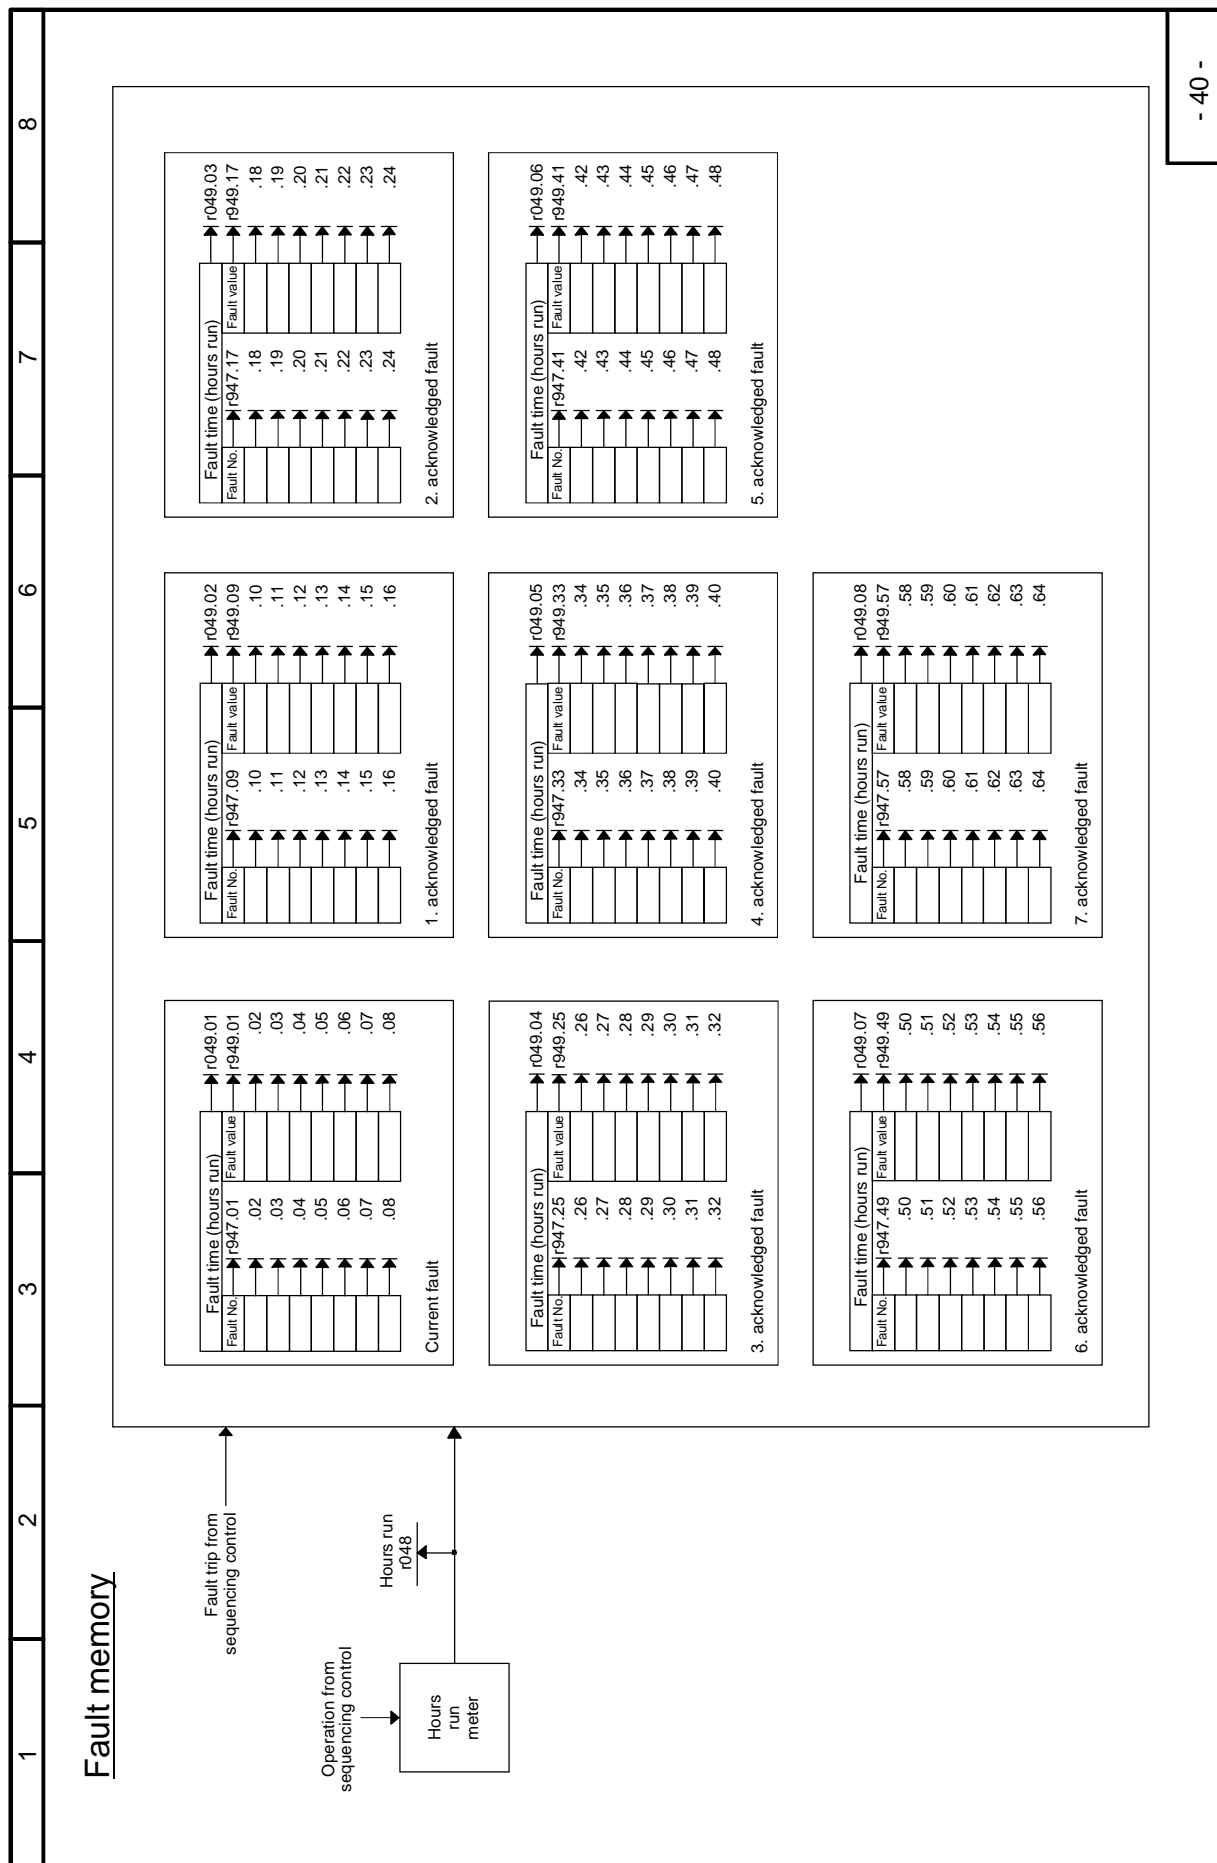 1
2
3
4
5
6
7
8
Fault memory
Fault trip from
sequencing control
Operation from
sequencing control
Hours
run
meter
Hours run
r048
Fault time (hours run) r049.01
Fault No. r947.01 Fault value r949.01
.02 .02
.03 .03
.04 .04
.05 .05
.06 .06
.07 .07
.08 .08
Current fault
Fault time (hours run) r049.02
Fault No. r947.09 Fault value r949.09
.10 .10
.11 .11
.12 .12
.13 .13
.14 .14
.15 .15
.16 .16
1. acknowledged fault
Fault time (hours run) r049.03
Fault No. r947.17 Fault value r949.17
.18 .18
.19 .19
.20 .20
.21 .21
.22 .22
.23 .23
.24 .24
2. acknowledged fault
Fault time (hours run) r049.04
Fault No. r947.25 Fault value r949.25
.26 .26
.27 .27
.28 .28
.29 .29
.30 .30
.31 .31
.32 .32
3. acknowledged fault
Fault time (hours run) r049.05
Fault No. r947.33 Fault value r949.33
.34 .34
.35 .35
.36 .36
.37 .37
.38 .38
.39 .39
.40 .40
4. acknowledged fault
Fault time (hours run) r049.06
Fault No. r947.41 Fault value r949.41
.42 .42
.43 .43
.44 .44
.45 .45
.46 .46
.47 .47
.48 .48
5. acknowledged fault
Fault time (hours run) r049.07
Fault No. r947.49 Fault value r949.49
.50 .50
.51 .51
.52 .52
.53 .53
.54 .54
.55 .55
.56 .56
6. acknowledged fault
Fault time (hours run) r049.08
Fault No. r947.57 Fault value r949.57
.58 .58
.59 .59
.60 .60
.61 .61
.62 .62
.63 .63
.64 .64
7. acknowledged fault
- 40 -